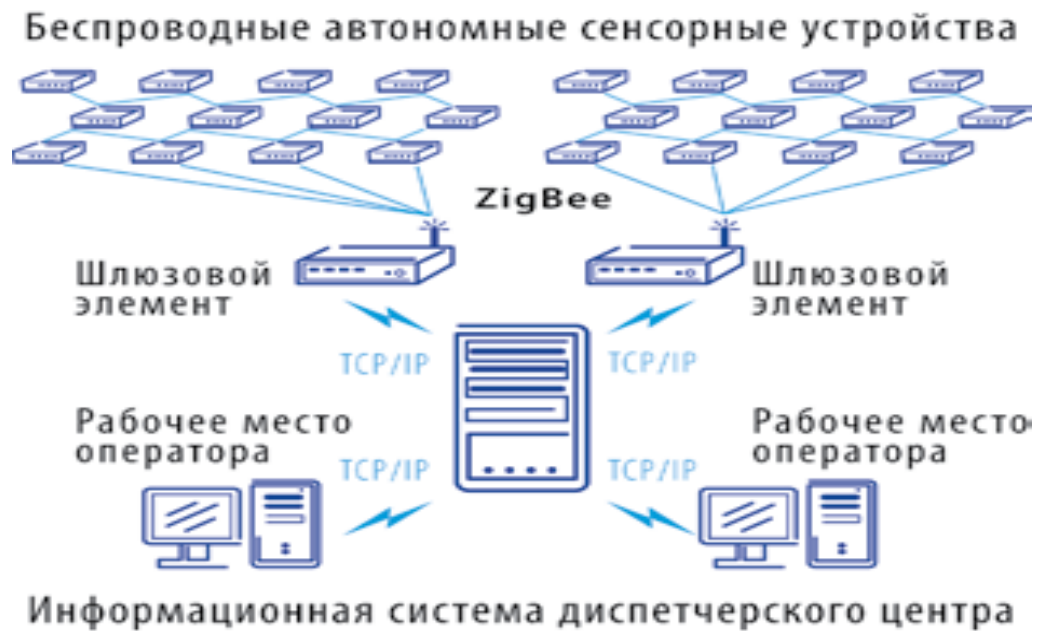 Беспроводные автономные сенсорные устройства
ZigBee
Шлюзовой
элемент
Шлюзовой
элемент
TCP/IP
TCP/IP
Рабочее место
оператора
Рабочее место
оператора
TCP/IP
TCP/IP
Информационная система диспетчерского центра